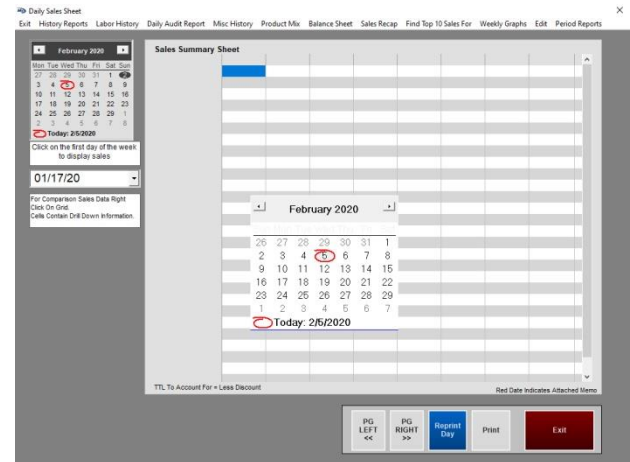 Daily Sales Sheet
Exit History Reports Labor History Daily Audit Report Misc History Product Mix Balance Sheet Sales Recap Find Top 10 Sales For Weekly Graphs Edit Period Reports
February 2020
Mon Tue Wed Thu Fri Sat Sun
27 28 29 30 31 1 2
3 4 5 6 7 8 9
10 11 12 13 14 15 16
17 18 19 20 21 22 23
24 25 26 27 28 29 1
2 3 4 5 6 7 8
Today: 2/5/2020
Click on the first day of the week
to display sales
01/17/20
For Comparison Sales Data Right
Click On Grid.
Cells Contain Drill Down Information.
Sales Summary Sheet
February 2020
26 27 28 29 30 31 1
2 3 4 5 6 7 8
9 10 11 12 13 14 15
16 17 18 19 20 21 22
23 24 25 26 27 28 29
1 2 3 4 5 6 7
Today: 2/5/2020
TTL To Account For = Less Discount
Red Date Indicates Attached Memo
PG
LEFT
<<
PG
RIGHT
>>
Reprint
Day
Print
Exit